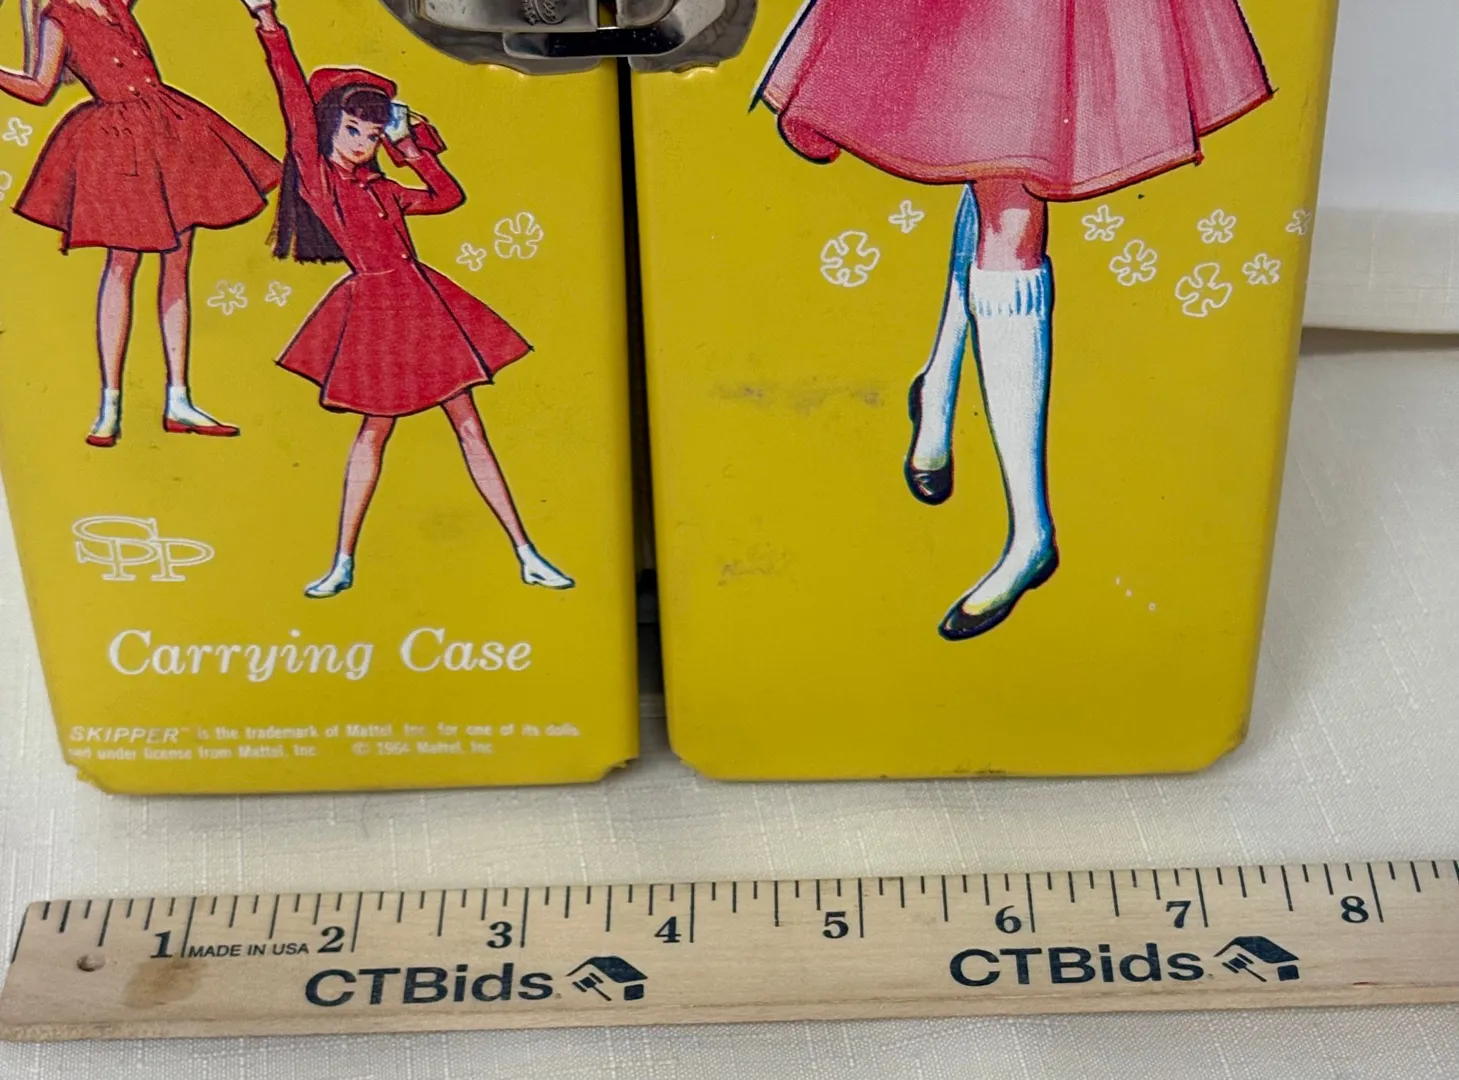 SPP
Carrying Case
SKIPPER™ is the trademark of Mattel, Inc. for one of its dolls
and under license from Mattel, Inc © 1964 Mattel, Inc
1 MADE IN USA 2 3 4 5 6 7 8
CTBids. CTBids.